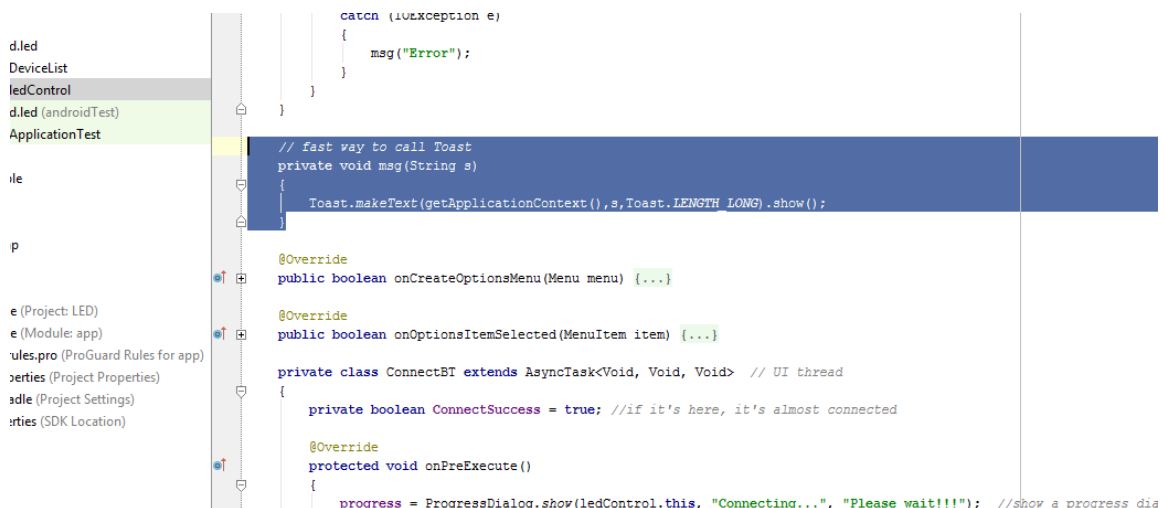 catch (IOException e)
{
msg("Error");
}
}
}
// fast way to call Toast
private void msg(String s)
{
Toast.makeText(getApplicationContext(),s,Toast.LENGTH_LONG).show();
}
@Override
public boolean onCreateOptionsMenu(Menu menu) {...}
@Override
public boolean onOptionsItemSelected(MenuItem item) {...}
private class ConnectBT extends AsyncTask<Void, Void, Void>  // UI thread
{
private boolean ConnectSuccess = true; //if it's here, it's almost connected
@Override
protected void onPreExecute()
{
progress = ProgressDialog.show(ledControl.this, "Connecting...", "Please wait!!!");  //show a progress dia
d.led
DeviceList
ledControl
d.led (androidTest)
ApplicationTest
ple
p
e (Project: LED)
e (Module: app)
rules.pro (ProGuard Rules for app)
perties (Project Properties)
adle (Project Settings)
erties (SDK Location)